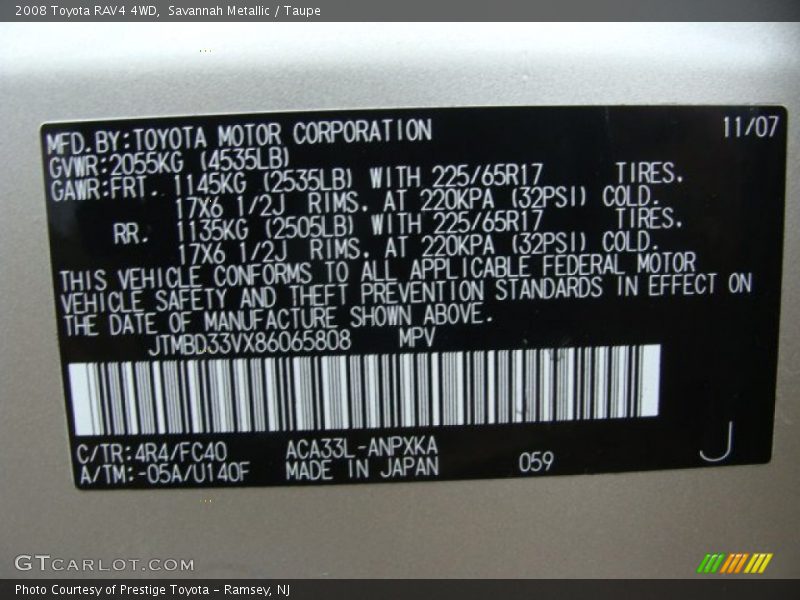 2008 Toyota RAV4 4WD, Savannah Metallic / Taupe
MFD.BY:TOYOTA MOTOR CORPORATION 11/07
GVWR:2055KG (4535LB)
GAWR:FRT. 1145KG (2535LB) WITH 225/65R17 TIRES.
17X6 1/2J RIMS. AT 220KPA (32PSI) COLD.
RR. 1135KG (2505LB) WITH 225/65R17 TIRES.
17X6 1/2J RIMS. AT 220KPA (32PSI) COLD.
THIS VEHICLE CONFORMS TO ALL APPLICABLE FEDERAL MOTOR
VEHICLE SAFETY AND THEFT PREVENTION STANDARDS IN EFFECT ON
THE DATE OF MANUFACTURE SHOWN ABOVE.
JTMBD33VX86065808 MPV
C/TR:4R4/FC40 ACA33L-ANPXKA
A/TM:-05A/U140F MADE IN JAPAN 059 J
GTCARLOT.COM
Photo Courtesy of Prestige Toyota - Ramsey, NJ